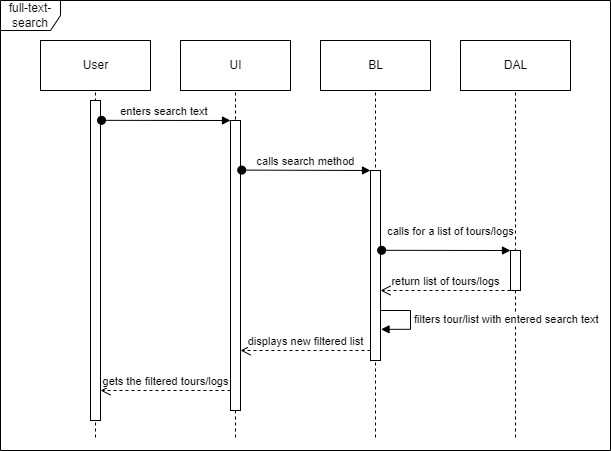 full-text-
search
User
UI
BL
DAL
enters search text
calls search method
calls for a list of tours/logs
return list of tours/logs
filters tour/list with entered search text
displays new filtered list
gets the filtered tours/logs